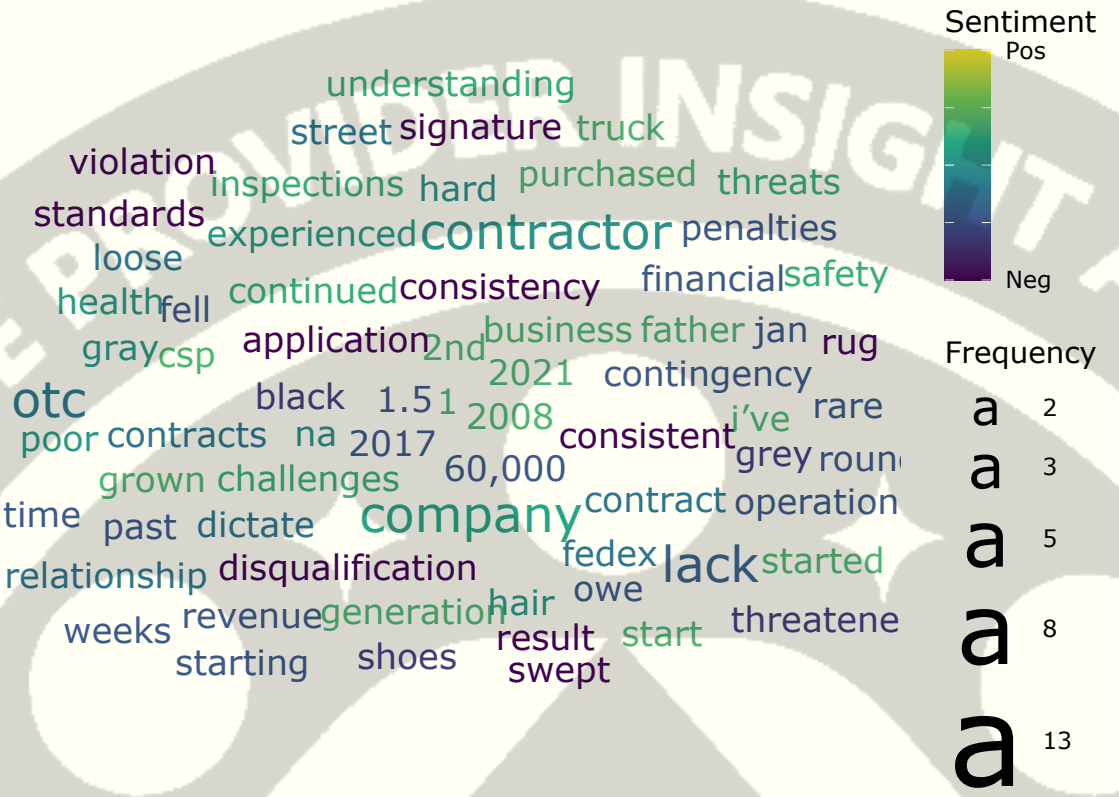 E PROVIDER INSIGHT
understanding
street signature truck
violation
inspections hard purchased threats
standards
experienced contractor penalties
loose
continued consistency financial safety
health fell
application 2nd business father jan rug
gray csp
2021 contingency
otc black 1.5 1 2008 i've rare
poor contracts na 2017 consistent
grey roun
grown challenges 60,000
time past dictate company contract operation
relationship disqualification fedex lack started
owe
weeks revenue generation hair threatene
result start
starting shoes swept
Sentiment
Pos
Neg
Frequency
a 2
a 3
a 5
a 8
a 13